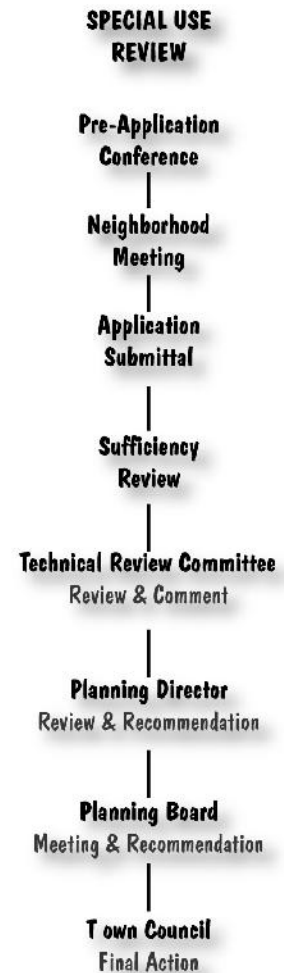 SPECIAL USE
REVIEW
Pre-Application
Conference
Neighborhood
Meeting
Application
Submittal
Sufficiency
Review
Technical Review Committee
Review & Comment
Planning Director
Review & Recommendation
Planning Board
Meeting & Recommendation
Town Council
Final Action